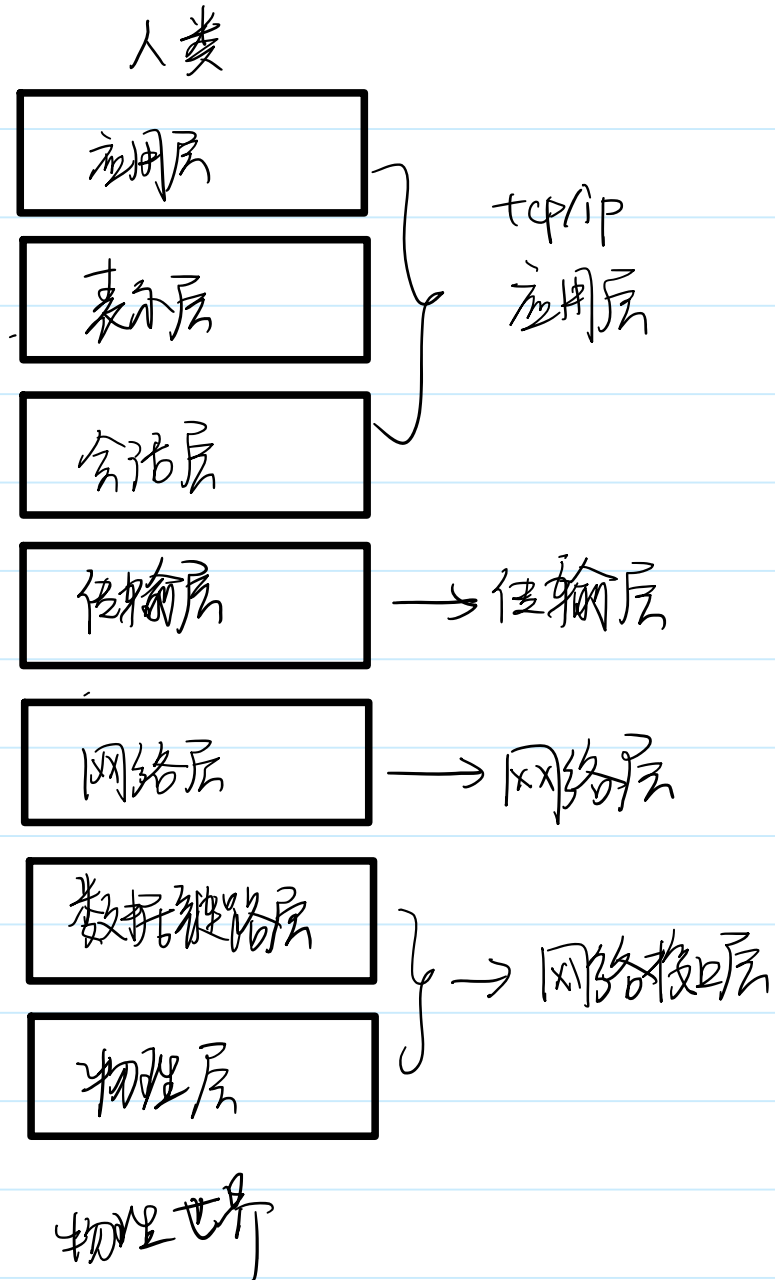 人类
应用层
tcp/ip
应用层
表示层
会话层
传输层
传输层
网络层
网络层
数据链路层
网络接口层
物理层
物理世界